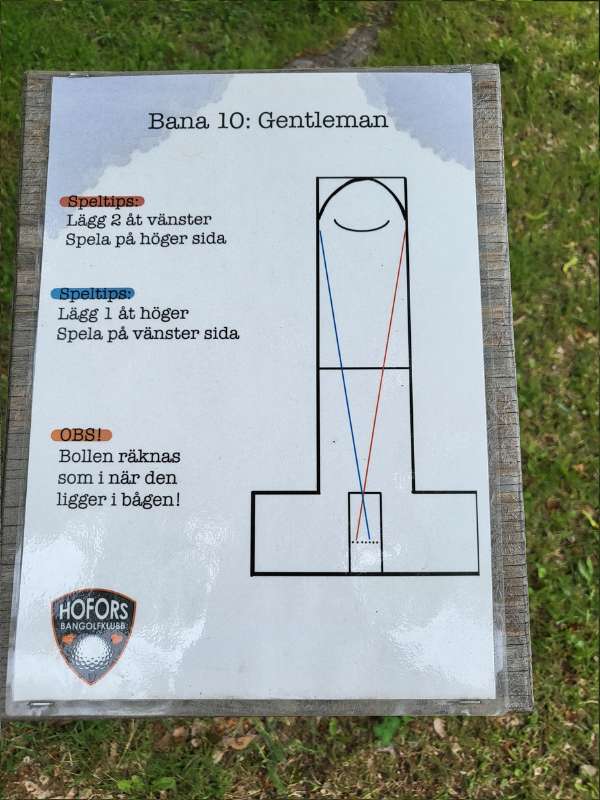 Bana 10: Gentleman
Speltips:
Lägg 2 åt vänster
Spela på höger sida
Speltips:
Lägg 1 åt höger
Spela på vänster sida
OBS!
Bollen räknas
som i när den
ligger i bågen!
HOFORS
BANGOLFKLUBB